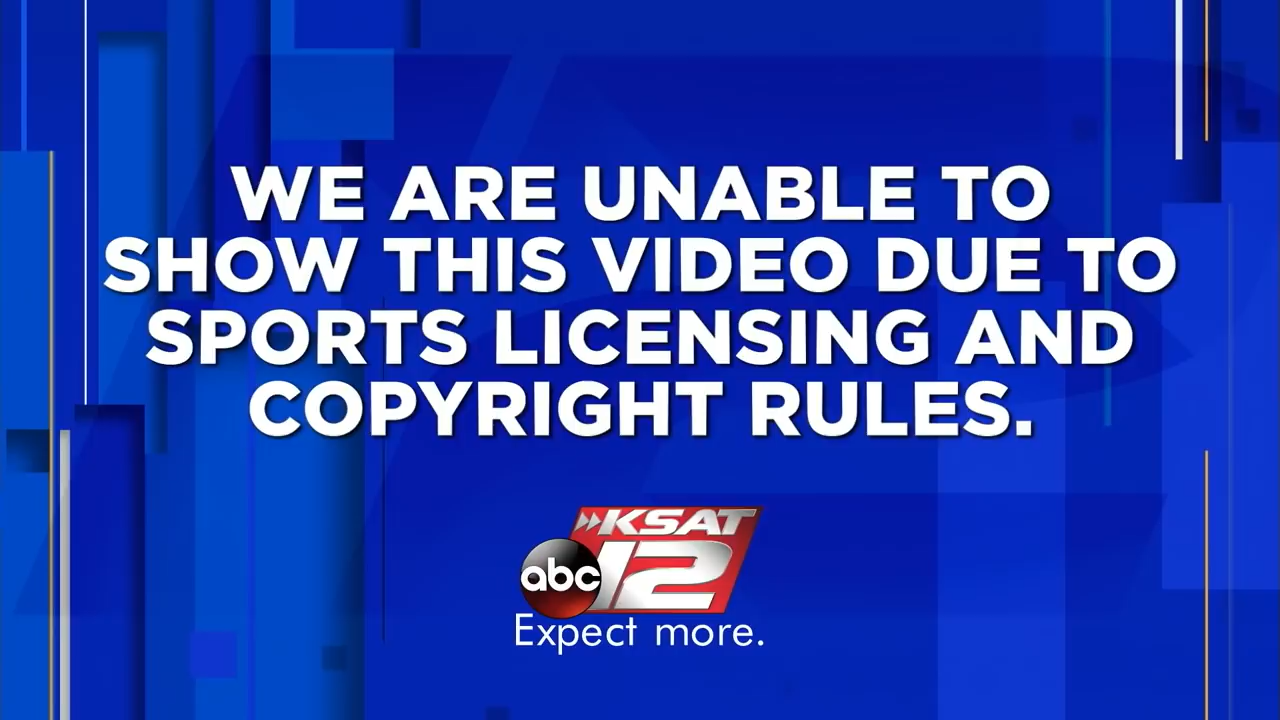 WE ARE UNABLE TO
SHOW THIS VIDEO DUE TO
SPORTS LICENSING AND
COPYRIGHT RULES.
KSAT
abc 12
Expect more.